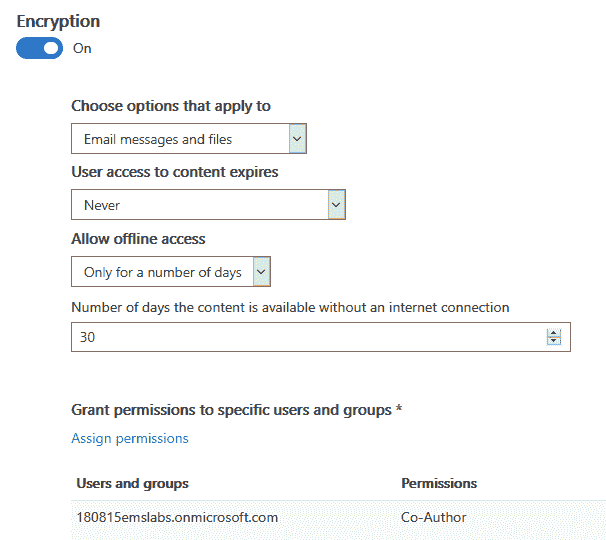 Encryption
On
Choose options that apply to
Email messages and files
User access to content expires
Never
Allow offline access
Only for a number of days
Number of days the content is available without an internet connection
30
Grant permissions to specific users and groups *
Assign permissions
Users and groups Permissions
180815emslabs.onmicrosoft.com Co-Author